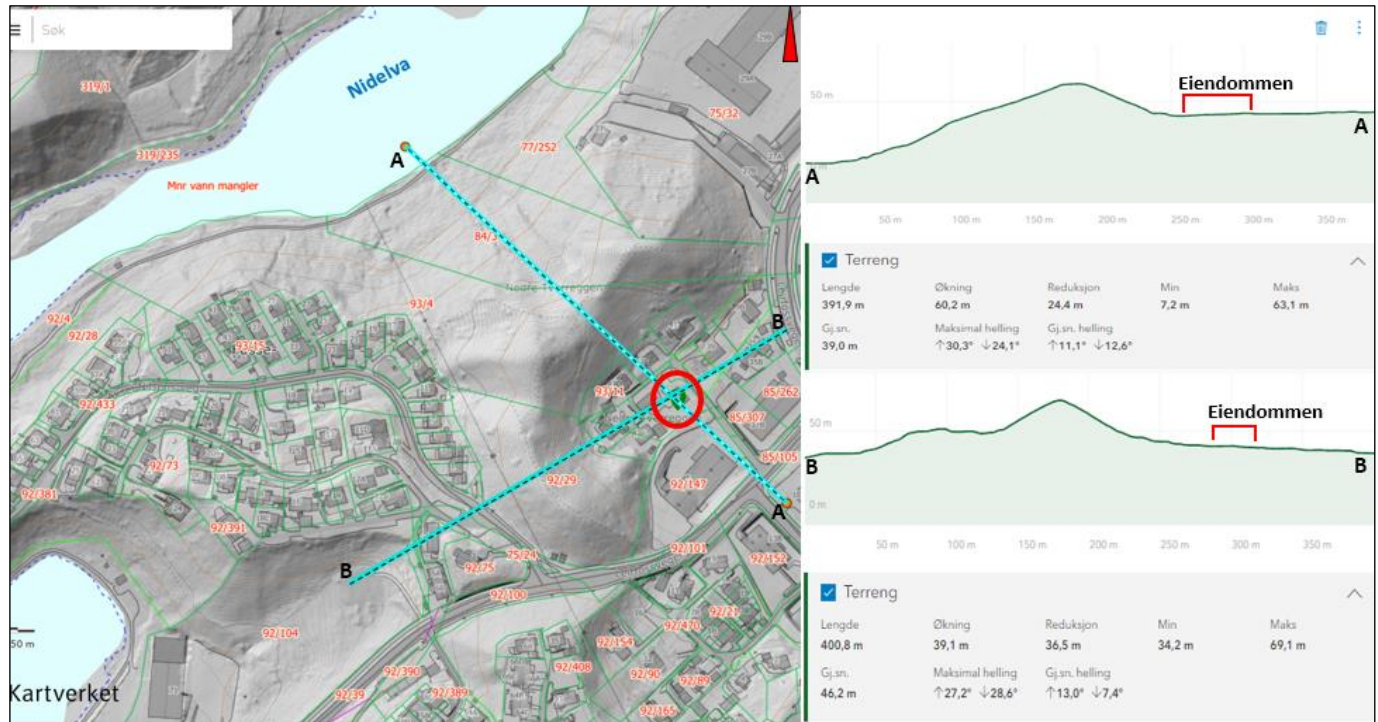 Søk
Nidelva
319/1
319/235
Mnr vann mangler
A
77/252
75/32
29B
29A
84/3
Nedre Tvärreggen
93/4
92/4
92/28
93/15
92/433
B
93/11
85/262
85/307
85/105
92/73
92/29
92/147
92/381
92/391
A
92/101
92/152
75/24
92/75
B
92/100
92/104
92/21
92/470
92/154
92/90
92/89
92/408
92/390
92/39
92/389
92/165
50 m
Kartverket
50 m
Eiendommen
A
A
50 m
100 m
150 m
200 m
250 m
300 m
350 m
Terreng
Lengde
Økning
Reduksjon
Min
Maks
391,9 m
60,2 m
24,4 m
7,2 m
63,1 m
Gj.sn.
Maksimal helling
Gj.sn. helling
39,0 m
↑30,3° ↓24,1°
↑11,1° ↓12,6°
50 m
Eiendommen
B
B
0 m
50 m
100 m
150 m
200 m
250 m
300 m
350 m
Terreng
Lengde
Økning
Reduksjon
Min
Maks
400,8 m
39,1 m
36,5 m
34,2 m
69,1 m
Gj.sn.
Maksimal helling
Gj.sn. helling
46,2 m
↑27,2° ↓28,6°
↑13,0° ↓7,4°